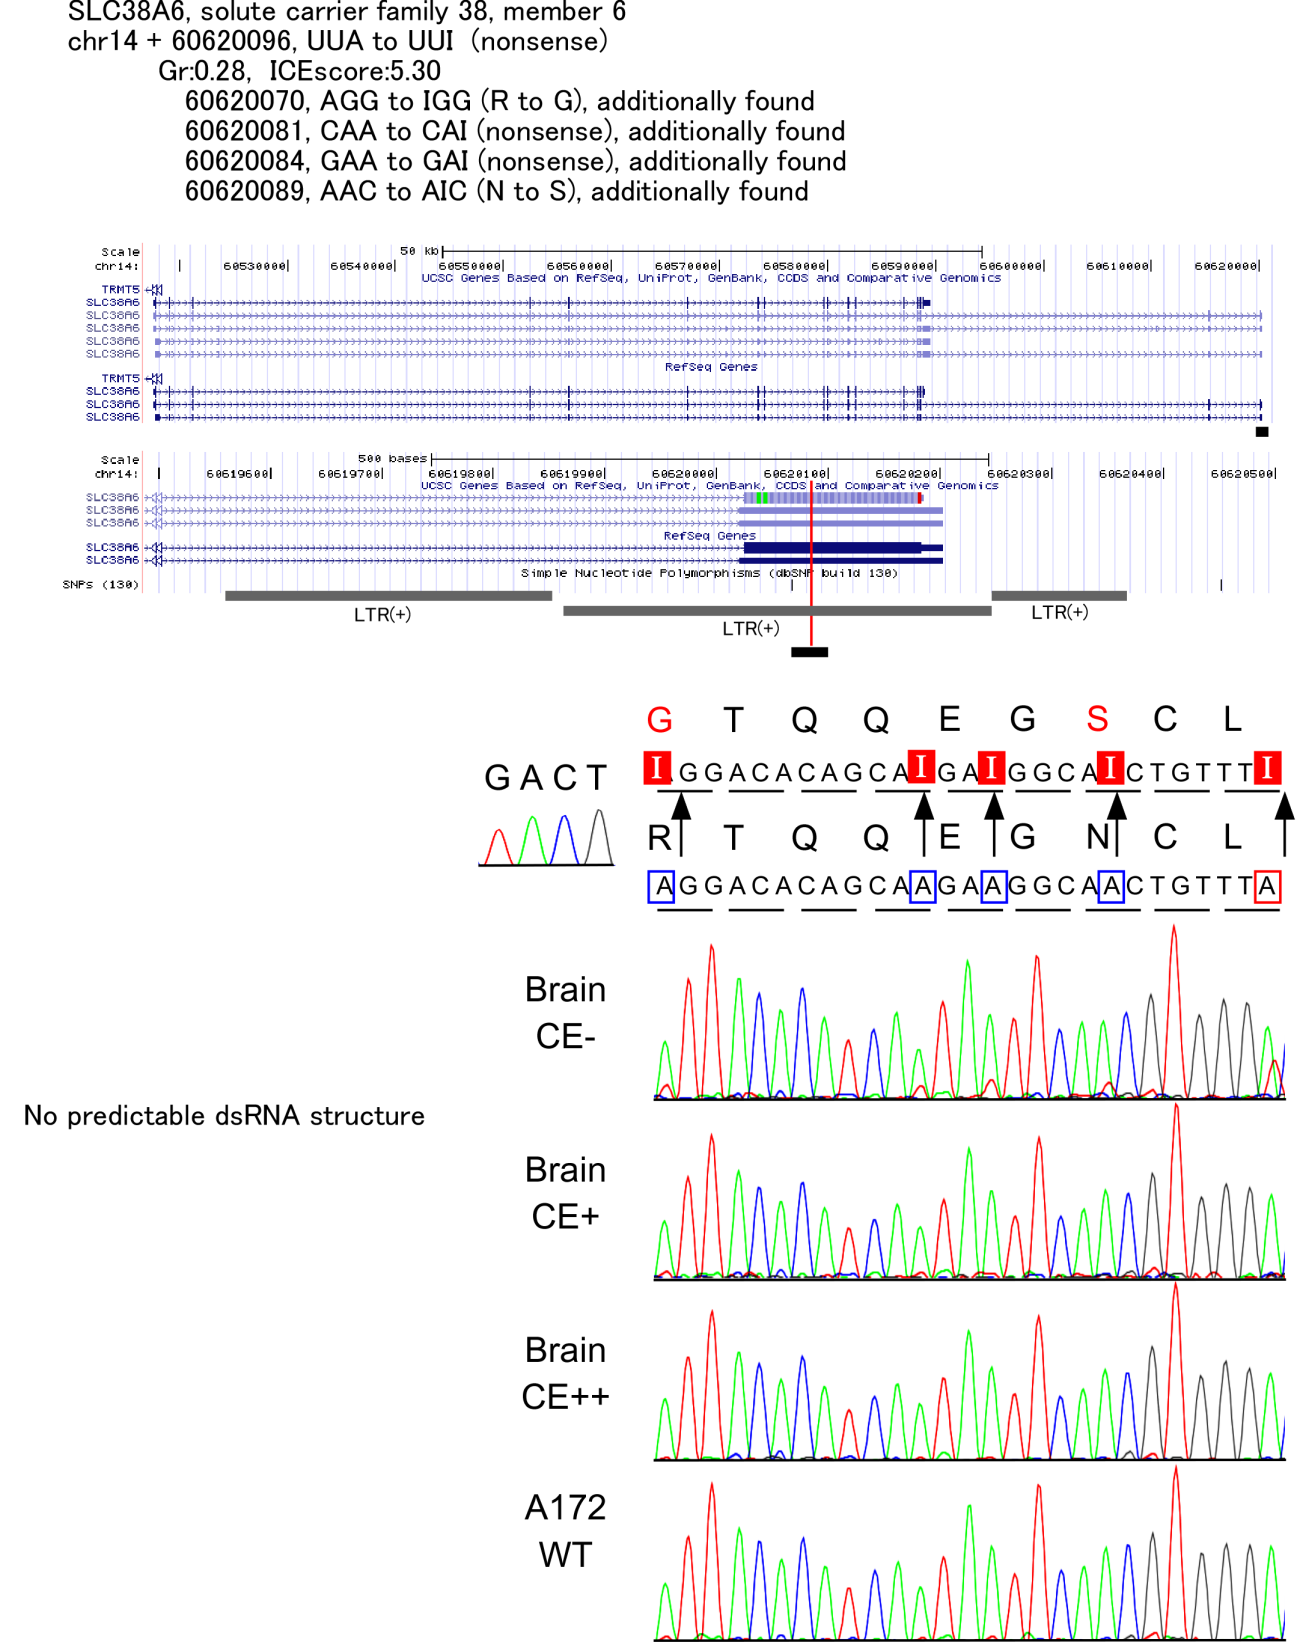 SLC38A6, solute carrier family 38, member 6
chr14 + 60620096, UUA to UUI (nonsense)
Gr:0.28, ICEscore:5.30
60620070, AGG to IGG (R to G), additionally found
60620081, CAA to CAI (nonsense), additionally found
60620084, GAA to GAI (nonsense), additionally found
60620089, AAC to AIC (N to S), additionally found
Scale 50 kb
chr14: 60530000 60540000 60550000 60560000 60570000 60580000 60590000 60600000 60610000 60620000
UCSC Genes Based on RefSeq, UniProt, GenBank, CCDS and Comparative Genomics
TRMT5
SLC38A6
SLC38A6
SLC38A6
SLC38A6
SLC38A6
RefSeq Genes
TRMT5
SLC38A6
SLC38A6
SLC38A6
Scale 500 bases
chr14: 60619600 60619700 60619800 60619900 60620000 60620100 60620200 60620300 60620400 60620500
UCSC Genes Based on RefSeq, UniProt, GenBank, CCDS and Comparative Genomics
SLC38A6
SLC38A6
SLC38A6
RefSeq Genes
SLC38A6
SLC38A6
Simple Nucleotide Polymorphisms (dbSNP build 130)
SNPs (130)
LTR(+) LTR(+) LTR(+)
G T Q Q E G S C L
G A C T
I GGACACAGCA I GA I GGCA I CTGTTT I
R T Q Q E G N C L
AGGACACAGCAAGAAGGCAACTGTTTA
Brain
CE-
No predictable dsRNA structure
Brain
CE+
Brain
CE++
A172
WT